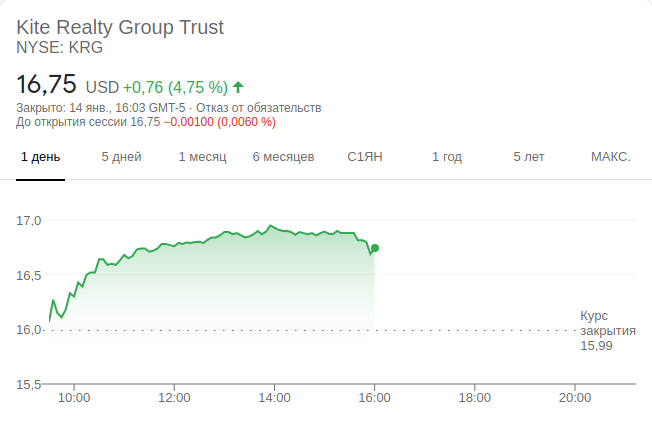 Kite Realty Group Trust
NYSE: KRG
16,75 USD +0,76 (4,75 %)
Закрыто: 14 янв., 16:03 GMT-5 · Отказ от обязательств
До открытия сессии 16,75 −0,00100 (0,0060 %)
1 день 5 дней 1 месяц 6 месяцев С1ЯН 1 год 5 лет МАКС.
17,0
16,5
16,0
Курс
закрытия
15,99
15,5
10:00 12:00 14:00 16:00 18:00 20:00